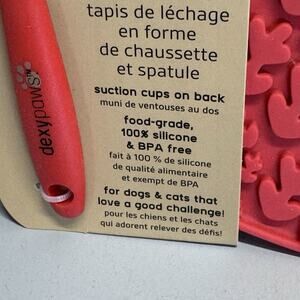 tapis de léchage
en forme
de chaussette
et spatule
suction cups on back
muni de ventouses au dos
food-grade,
100% silicone
& BPA free
fait à 100 % de silicone
de qualité alimentaire
et exempt de BPA
for dogs & cats that
love a good challenge!
pour les chiens et les chats
qui adorent relever des défis!
dexypaws